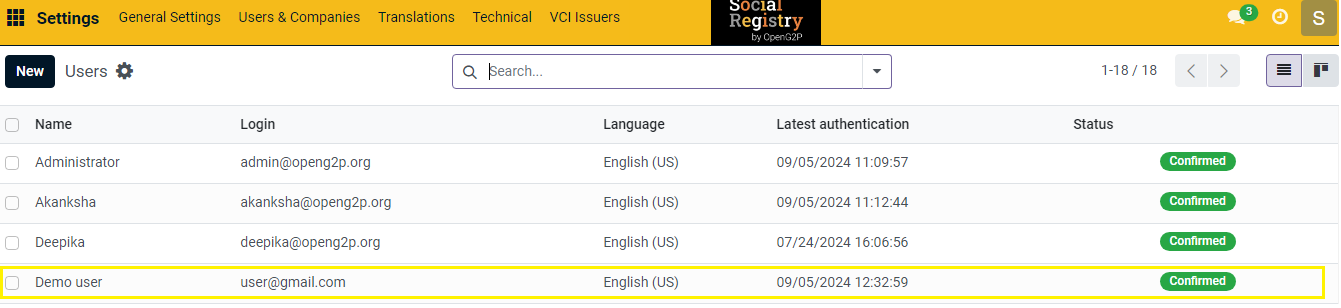 Settings General Settings Users & Companies Translations Technical VCI Issuers Social Registry by OpenG2P 3 S
New Users Search... 1-18 / 18
Name Login Language Latest authentication Status
Administrator admin@openg2p.org English (US) 09/05/2024 11:09:57 Confirmed
Akanksha akanksha@openg2p.org English (US) 09/05/2024 11:12:44 Confirmed
Deepika deepika@openg2p.org English (US) 07/24/2024 16:06:56 Confirmed
Demo user user@gmail.com English (US) 09/05/2024 12:32:59 Confirmed